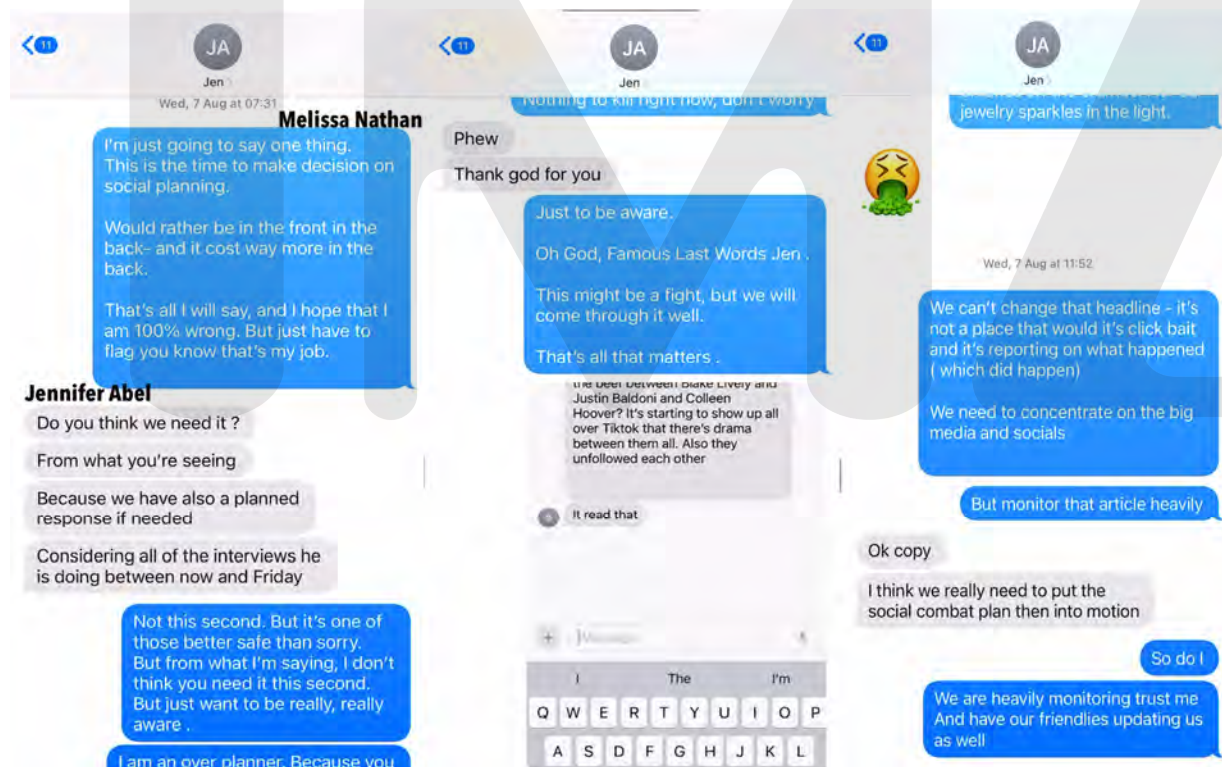 11
JA
Jen
Wed, 7 Aug at 07:31
Melissa Nathan
I'm just going to say one thing.
This is the time to make decision on
social planning.
Would rather be in the front in the
back- and it cost way more in the
back.
That's all I will say, and I hope that I
am 100% wrong. But just have to
flag you know that's my job.
Jennifer Abel
Do you think we need it ?
From what you're seeing
Because we have also a planned
response if needed
Considering all of the interviews he
is doing between now and Friday
Not this second. But it's one of
those better safe than sorry.
But from what I'm saying, I don't
think you need it this second.
But just want to be really, really
aware .
I am an over planner. Because you
11
JA
Jen
Nothing to kill right now, don't worry
Phew
Thank god for you
Just to be aware.
Oh God, Famous Last Words Jen .
This might be a fight, but we will
come through it well.
That's all that matters .
the beef between Blake Lively and
Justin Baldoni and Colleen
Hoover? It's starting to show up all
over Tiktok that there's drama
between them all. Also they
unfollowed each other
It read that
I The I'm
Q W E R T Y U I O P
A S D F G H J K L
11
JA
Jen
jewelry sparkles in the light.
Wed, 7 Aug at 11:52
We can't change that headline - it's
not a place that would it's click bait
and it's reporting on what happened
( which did happen)
We need to concentrate on the big
media and socials
But monitor that article heavily
Ok copy
I think we really need to put the
social combat plan then into motion
So do I
We are heavily monitoring trust me
And have our friendlies updating us
as well